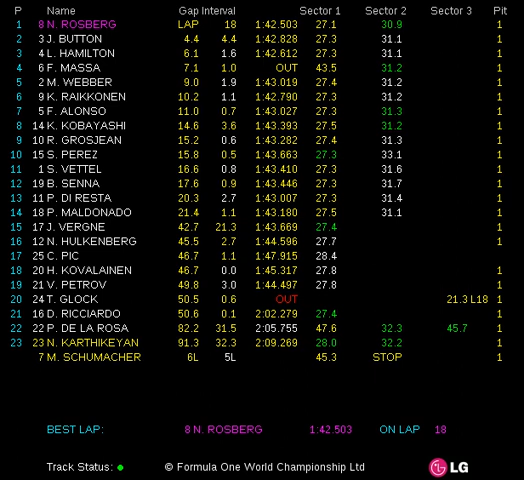 P Name Gap Interval Sector 1 Sector 2 Sector 3 Pit
1 8 N. ROSBERG LAP 18 1:42.503 27.1 30.9 1
2 3 J. BUTTON 4.4 4.4 1:42.828 27.3 31.1 1
3 4 L. HAMILTON 6.1 1.6 1:42.612 27.3 31.1 1
4 6 F. MASSA 7.1 1.0 OUT 43.5 31.2 1
5 2 M. WEBBER 9.0 1.9 1:43.019 27.4 31.2 1
6 9 K. RAIKKONEN 10.2 1.1 1:42.790 27.3 31.2 1
7 5 F. ALONSO 11.0 0.7 1:43.027 27.3 31.3 1
8 14 K. KOBAYASHI 14.6 3.6 1:43.393 27.5 31.2 1
9 10 R. GROSJEAN 15.2 0.6 1:43.282 27.4 31.3 1
10 15 S. PEREZ 15.8 0.5 1:43.663 27.3 33.1 1
11 1 S. VETTEL 16.6 0.8 1:43.410 27.3 31.6 1
12 19 B. SENNA 17.6 0.9 1:43.446 27.3 31.7 1
13 11 P. DI RESTA 20.3 2.7 1:43.007 27.3 31.4 1
14 18 P. MALDONADO 21.4 1.1 1:43.180 27.5 31.1 1
15 17 J. VERGNE 42.7 21.3 1:43.669 27.4 1
16 12 N. HULKENBERG 45.5 2.7 1:44.596 27.7 1
17 25 C. PIC 46.7 1.1 1:47.915 28.4
18 20 H. KOVALAINEN 46.7 0.0 1:45.317 27.8 1
19 21 V. PETROV 49.8 3.0 1:44.497 27.8 1
20 24 T. GLOCK 50.5 0.6 OUT 21.3 L18 1
21 16 D. RICCIARDO 50.6 0.1 2:02.279 27.4 1
22 22 P. DE LA ROSA 82.2 31.5 2:05.755 47.6 32.3 45.7 1
23 23 N. KARTHIKEYAN 91.3 32.3 2:09.269 28.0 32.2 1
7 M. SCHUMACHER 6L 5L 45.3 STOP 1
BEST LAP: 8 N. ROSBERG 1:42.503 ON LAP 18
Track Status: © Formula One World Championship Ltd LG